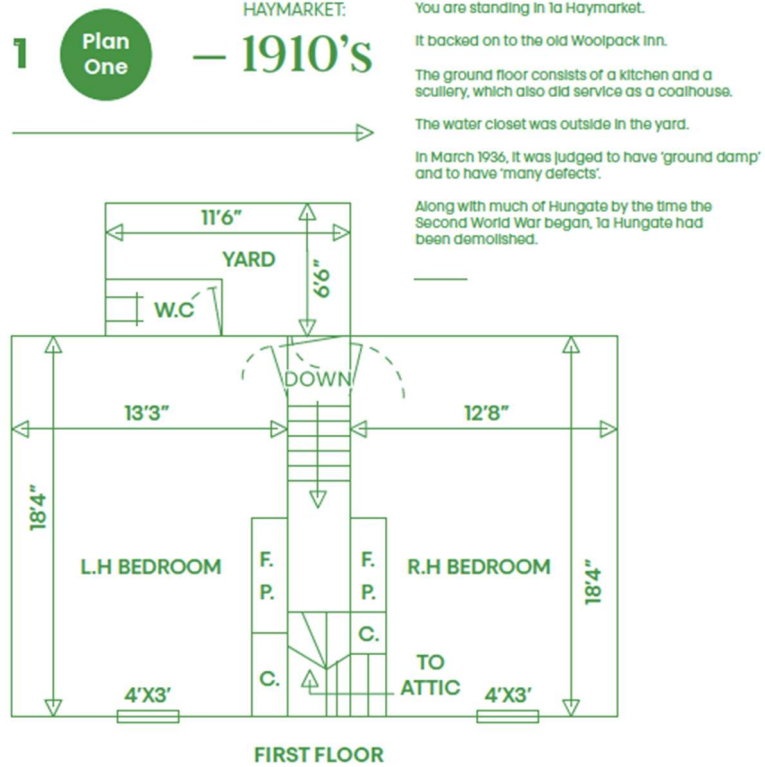 1
Plan
One
HAYMARKET:
— 1910's
You are standing in 1a Haymarket.
It backed on to the old Woolpack Inn.
The ground floor consists of a kitchen and a
scullery, which also did service as a coalhouse.
The water closet was outside in the yard.
In March 1936, it was judged to have 'ground damp'
and to have 'many defects'.
Along with much of Hungate by the time the
Second World War began, 1a Hungate had
been demolished.
11'6"
YARD
6'6"
W.C
DOWN
13'3"
12'8"
18'4"
L.H BEDROOM
F.
P.
F.
P.
R.H BEDROOM
18'4"
C.
C.
TO
ATTIC
4'X3'
4'X3'
FIRST FLOOR